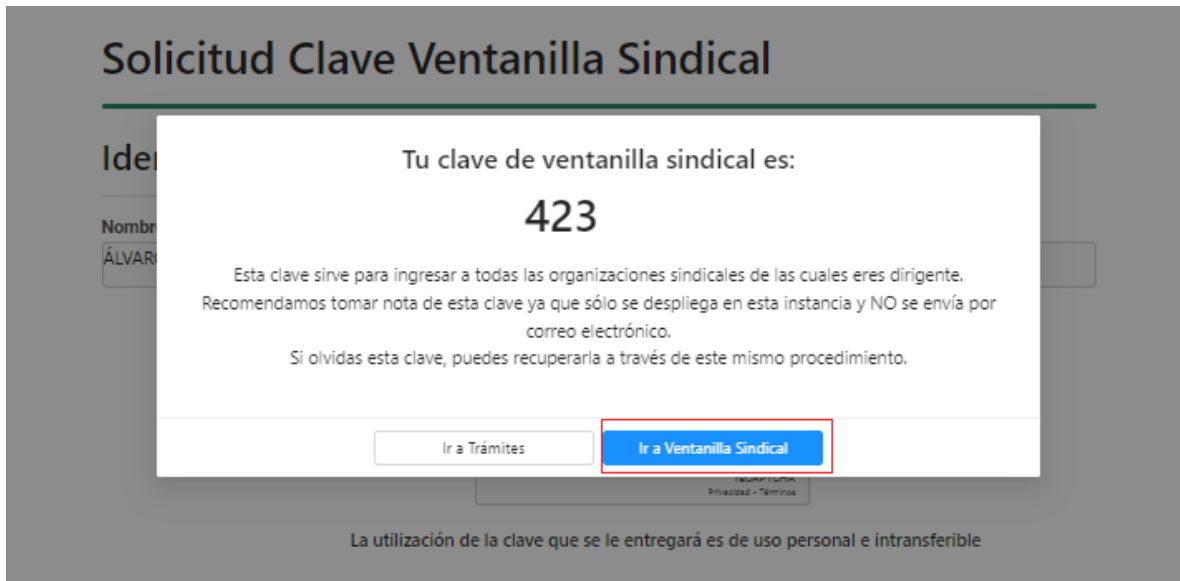 Solicitud Clave Ventanilla Sindical
Tu clave de ventanilla sindical es:
423
Esta clave sirve para ingresar a todas las organizaciones sindicales de las cuales eres dirigente.
Recomendamos tomar nota de esta clave ya que sólo se despliega en esta instancia y NO se envía por
correo electrónico.
Si olvidas esta clave, puedes recuperarla a través de este mismo procedimiento.
Ir a Trámites
Ir a Ventanilla Sindical
Privacidad - Términos
La utilización de la clave que se le entregará es de uso personal e intransferible